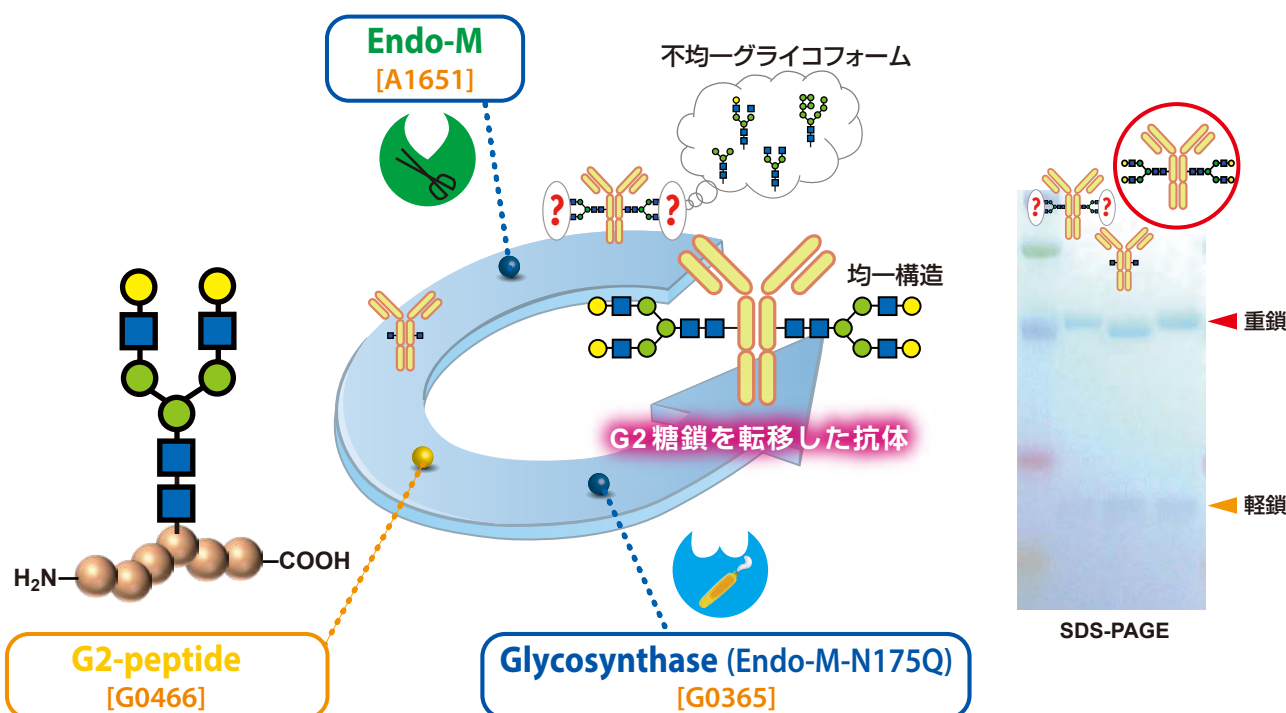 Endo-M
[A1651]
不均一グライコフォーム
?
?
均一構造
G2糖鎖を転移した抗体
H2N
COOH
G2-peptide
[G0466]
Glycosynthase (Endo-M-N175Q)
[G0365]
?
?
重鎖
軽鎖
SDS-PAGE